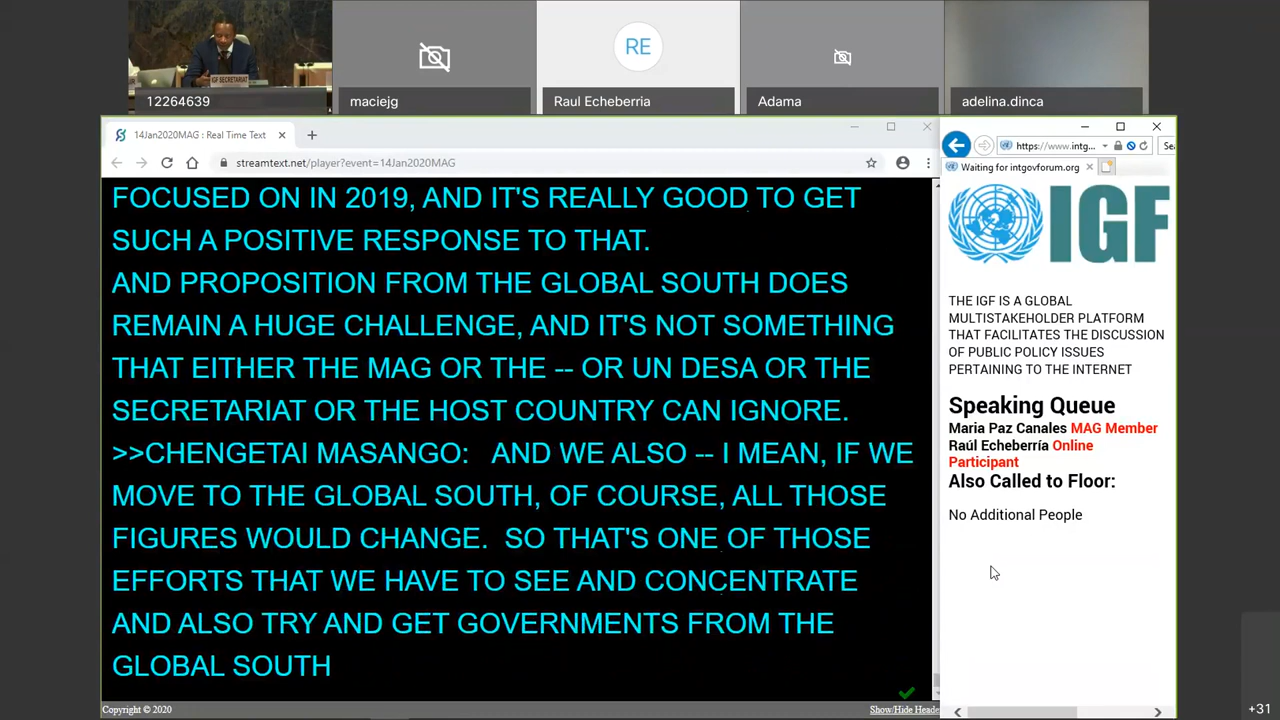 IGF SECRETARIAT
12264639
maciejg
RE
Raul Echeberria
Adama
adelina.dinca
14Jan2020MAG : Real Time Text
streamtext.net/player?event=14Jan2020MAG
FOCUSED ON IN 2019, AND IT'S REALLY GOOD TO GET
SUCH A POSITIVE RESPONSE TO THAT.
AND PROPOSITION FROM THE GLOBAL SOUTH DOES
REMAIN A HUGE CHALLENGE, AND IT'S NOT SOMETHING
THAT EITHER THE MAG OR THE -- OR UN DESA OR THE
SECRETARIAT OR THE HOST COUNTRY CAN IGNORE.
>>CHENGETAI MASANGO:   AND WE ALSO -- I MEAN, IF WE
MOVE TO THE GLOBAL SOUTH, OF COURSE, ALL THOSE
FIGURES WOULD CHANGE.  SO THAT'S ONE OF THOSE
EFFORTS THAT WE HAVE TO SEE AND CONCENTRATE
AND ALSO TRY AND GET GOVERNMENTS FROM THE
GLOBAL SOUTH
Copyright © 2020
Show/Hide Heade
https://www.intg...
Sea
Waiting for intgovforum.org
IGF
THE IGF IS A GLOBAL
MULTISTAKEHOLDER PLATFORM
THAT FACILITATES THE DISCUSSION
OF PUBLIC POLICY ISSUES
PERTAINING TO THE INTERNET
Speaking Queue
Maria Paz Canales MAG Member
Raúl Echeberría Online
Participant
Also Called to Floor:
No Additional People
+31